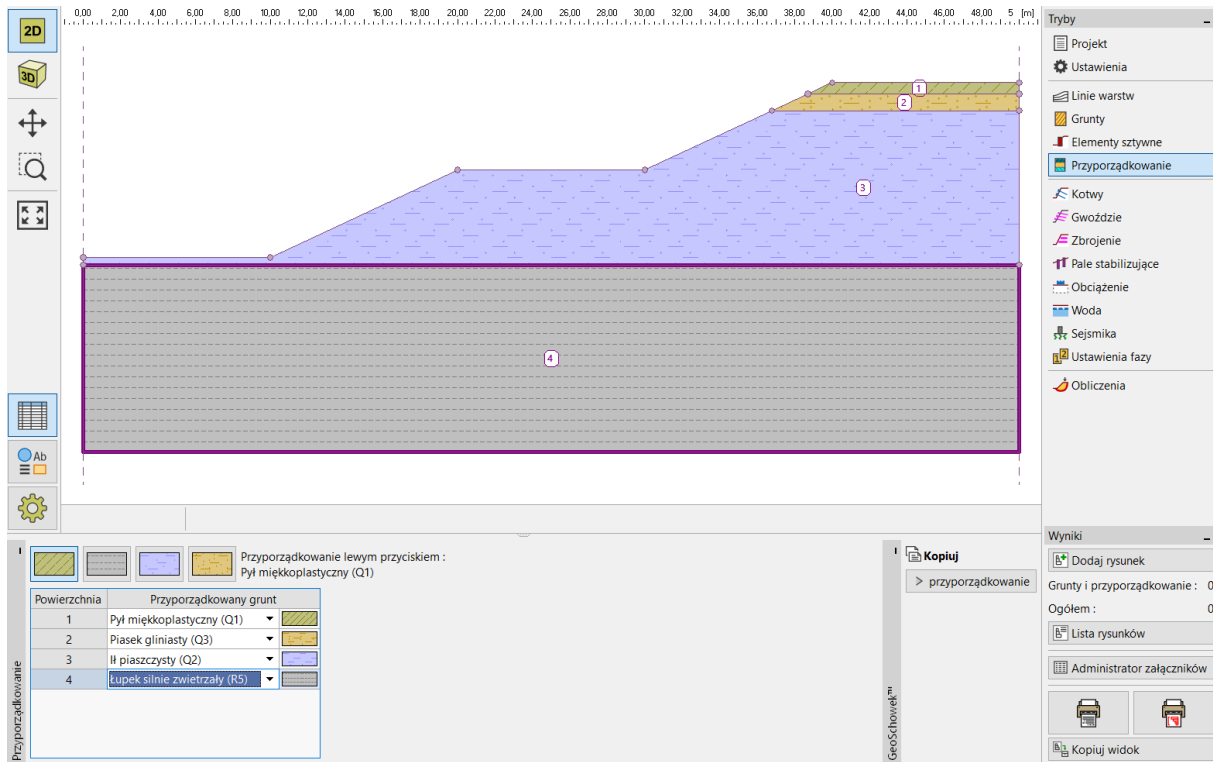 2D
3D
Ab
0,00 2,00 4,00 6,00 8,00 10,00 12,00 14,00 16,00 18,00 20,00 22,00 24,00 26,00 28,00 30,00 32,00 34,00 36,00 38,00 40,00 42,00 44,00 46,00 48,00 5 [m]
1
2
3
4
Tryby
Projekt
Ustawienia
Linie warstw
Grunty
Elementy sztywne
Przyporządkowanie
Kotwy
Gwoździe
Zbrojenie
Pale stabilizujące
Obciążenie
Woda
Sejsmika
Ustawienia fazy
Obliczenia
Przyporządkowanie
Przyporządkowanie lewym przyciskiem :
Pył miękkoplastyczny (Q1)
Powierzchnia Przyporządkowany grunt
1 Pył miękkoplastyczny (Q1)
2 Piasek gliniasty (Q3)
3 Ił piaszczysty (Q2)
4 Łupek silnie zwietrzały (R5)
GeoSchowek™
Kopiuj
> przyporządkowanie
Wyniki
Dodaj rysunek
Grunty i przyporządkowanie : 0
Ogółem : 0
Lista rysunków
Administrator załączników
Kopiuj widok